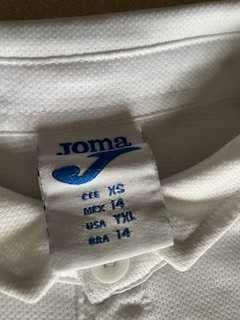 Joma
CEE XS
MEX 14
USA YXL
BRA 14